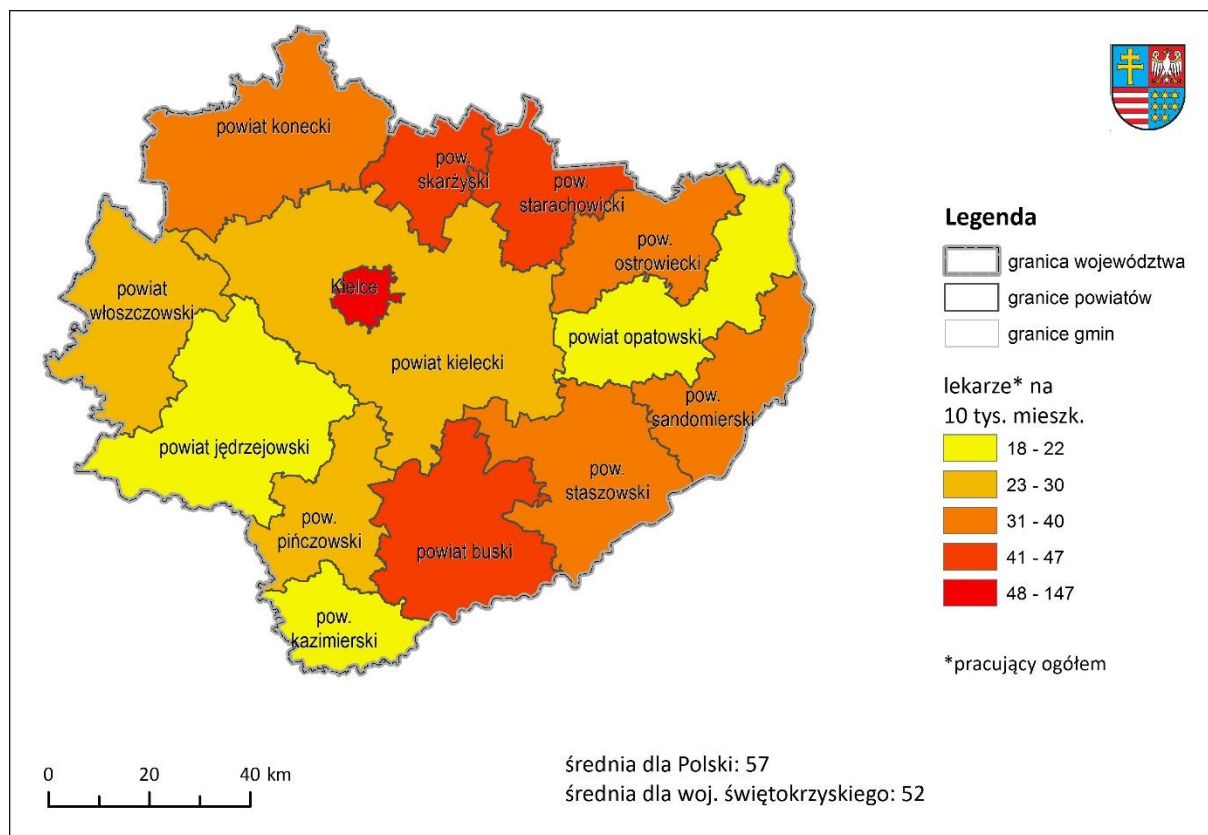 powiat konecki
pow.
skarżyski
pow.
starachowicki
pow.
ostrowiecki
powiat
włoszczowski
Kielce
powiat kielecki
powiat opatowski
pow.
sandomierski
powiat jędrzejowski
pow.
staszowski
pow.
pińczowski
powiat buski
pow.
kazimierski
Legenda
granica województwa
granice powiatów
granice gmin
lekarze* na
10 tys. mieszk.
18 - 22
23 - 30
31 - 40
41 - 47
48 - 147
*pracujący ogółem
0 20 40 km
średnia dla Polski: 57
średnia dla woj. świętokrzyskiego: 52